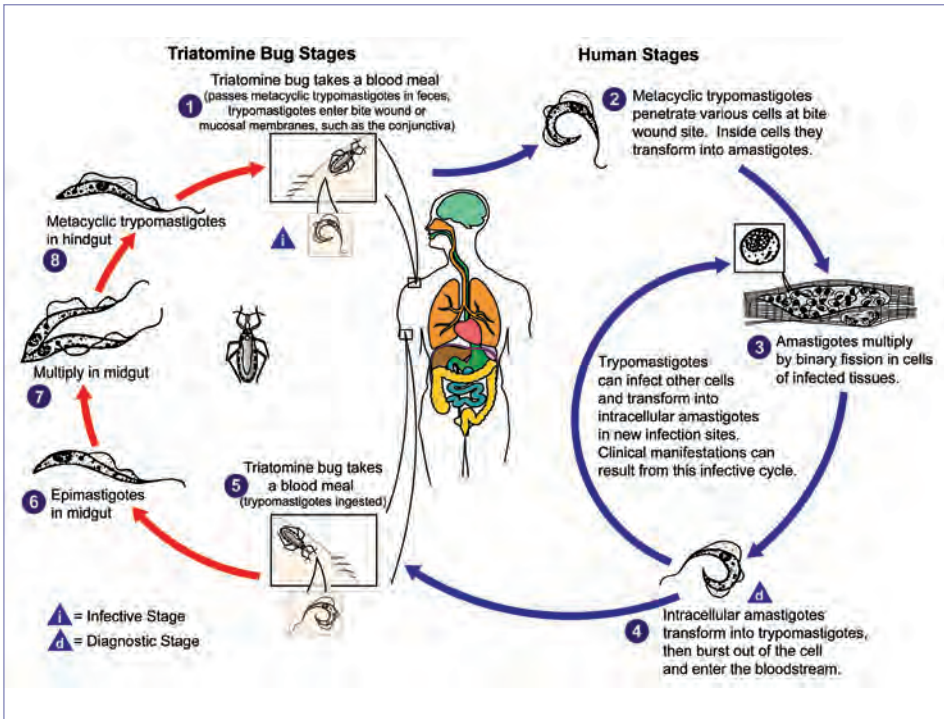 Triatomine Bug Stages
Human Stages
1
Triatomine bug takes a blood meal
(passes metacyclic trypomastigotes in feces,
trypomastigotes enter bite wound or
mucosal membranes, such as the conjunctiva)
i
2
Metacyclic trypomastigotes
penetrate various cells at bite
wound site. Inside cells they
transform into amastigotes.
3
Amastigotes multiply
by binary fission in cells
of infected tissues.
Trypomastigotes
can infect other cells
and transform into
intracellular amastigotes
in new infection sites.
Clinical manifestations can
result from this infective cycle.
d
4
Intracellular amastigotes
transform into trypomastigotes,
then burst out of the cell
and enter the bloodstream.
5
Triatomine bug takes
a blood meal
(trypomastigotes ingested)
6
Epimastigotes
in midgut
Multiply in midgut
7
Metacyclic trypomastigotes
in hindgut
8
i = Infective Stage
d = Diagnostic Stage